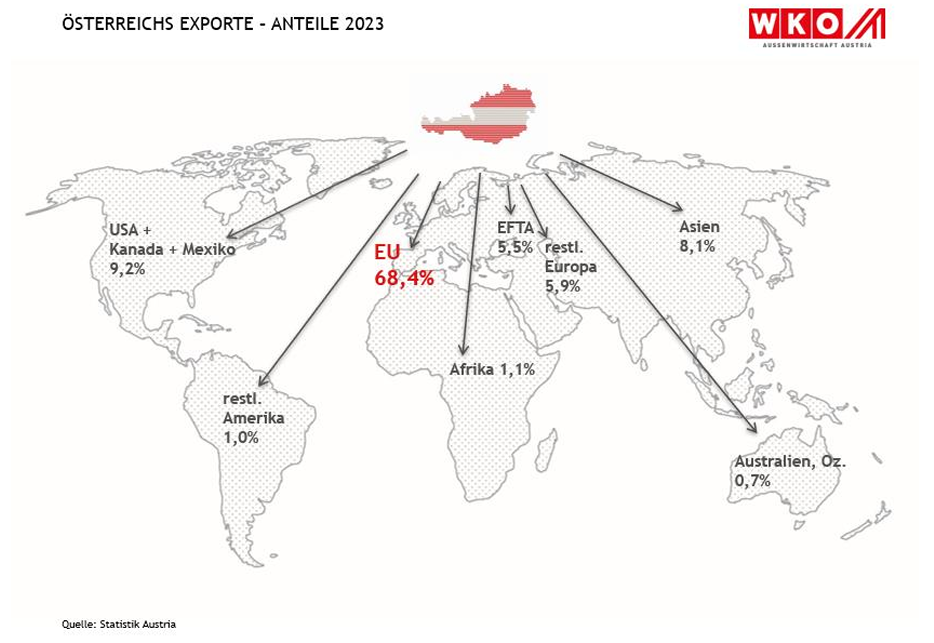 ÖSTERREICHS EXPORTE – ANTEILE 2023
WKO
AUSSENWIRTSCHAFT AUSTRIA
USA +
Kanada + Mexiko
9,2%
EU
68,4%
EFTA
5,5%
restl.
Europa
5,9%
Asien
8,1%
Afrika 1,1%
restl.
Amerika
1,0%
Australien, Oz.
0,7%
Quelle: Statistik Austria